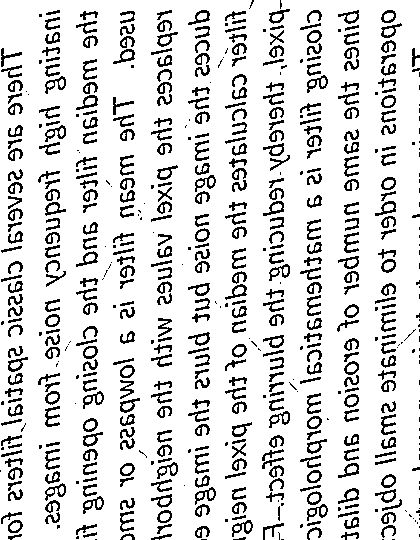 There are several classic spatial filters for
inating high frequency noise from images.
the median filter and the closing opening fi
used. The mean filter is a lowpass or smo
replaces the pixel values with the neighbor
duces the image noise but blurs the image e
filter calculates the median of the pixel neig
pixel, thereby reducing the blurring effect. F
closing filter is a mathematical morphologic
bines the same number of erosion and dilat
operations in order to eliminate small objec